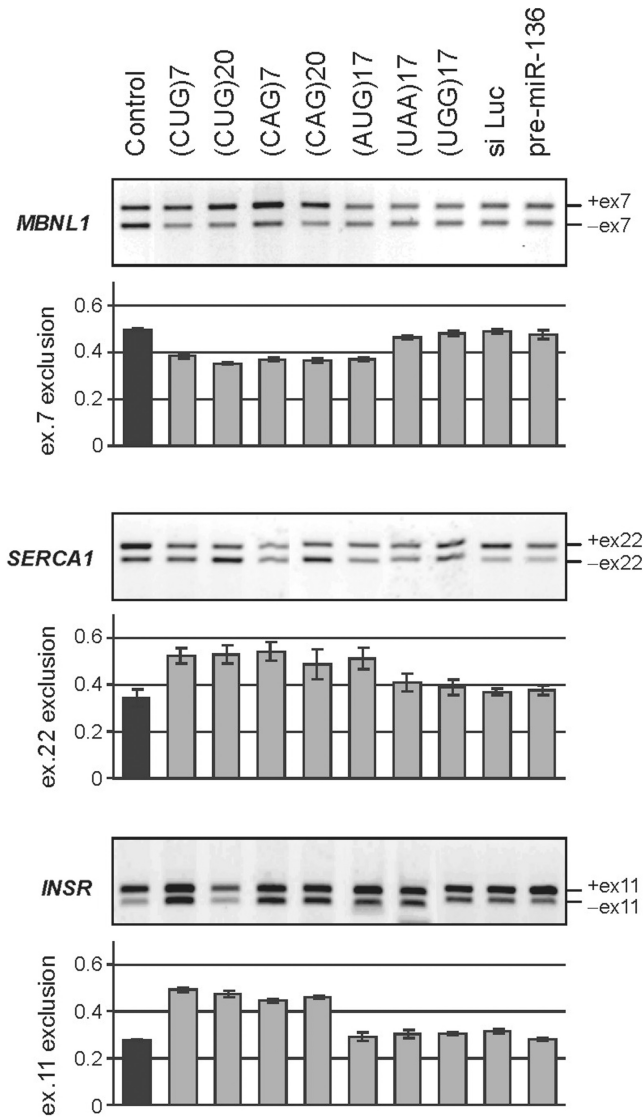 Control (CUG)7 (CUG)20 (CAG)7 (CAG)20 (AUG)17 (UAA)17 (UGG)17 si Luc pre-miR-136
MBNL1
+ex7
−ex7
ex.7 exclusion
0.6
0.4
0.2
0
SERCA1
+ex22
−ex22
ex.22 exclusion
0.6
0.4
0.2
0
INSR
+ex11
−ex11
ex.11 exclusion
0.6
0.4
0.2
0